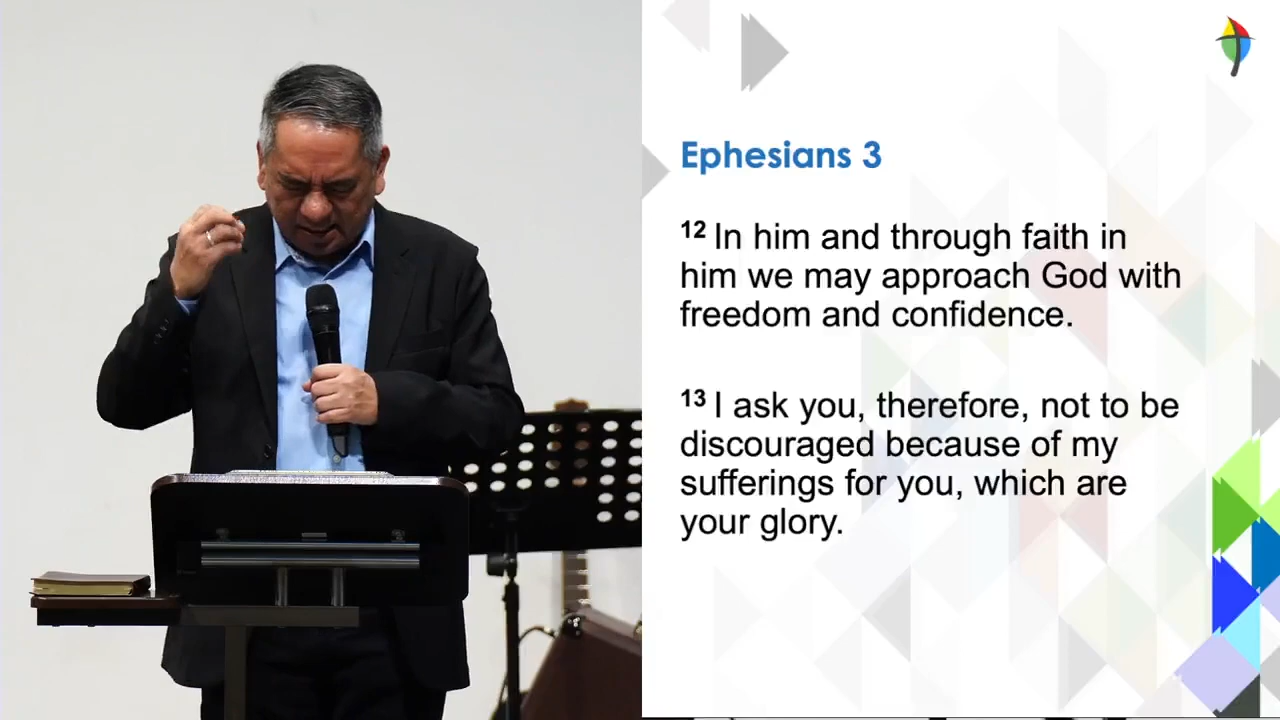 Ephesians 3
12 In him and through faith in
him we may approach God with
freedom and confidence.
13 I ask you, therefore, not to be
discouraged because of my
sufferings for you, which are
your glory.